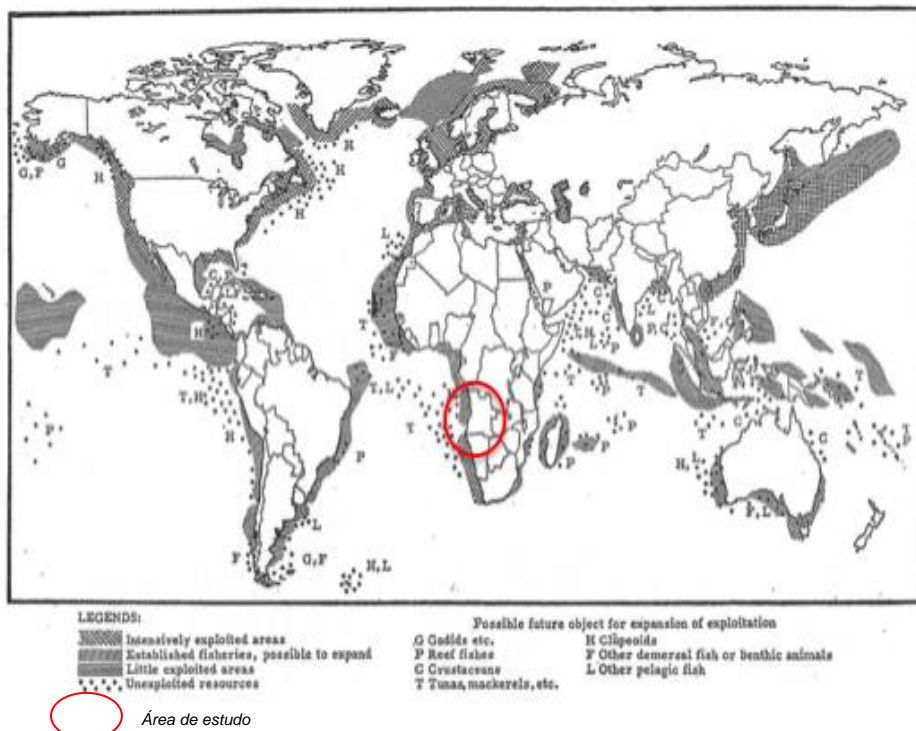 G,F
G
H
H
H
H
L
C,F
H
T
T
F
P
C
C
C,H
L
P
L
P,C
T
T,H
H
P
T,L
T
T
P
T
P
P
P
T
C
T
C
T
P
H,L
F,L
P
L
F
G,F
H,L
LEGENDS:
Intensively exploited areas
Established fisheries, possible to expand
Little exploited areas
Unexploited resources
Possible future object for expansion of exploitation
G Gadids etc.
P Reef fishes
C Crustaceans
T Tunas, mackerels, etc.
H Clipeoids
F Other demersal fish or benthic animals
L Other pelagic fish
Área de estudo